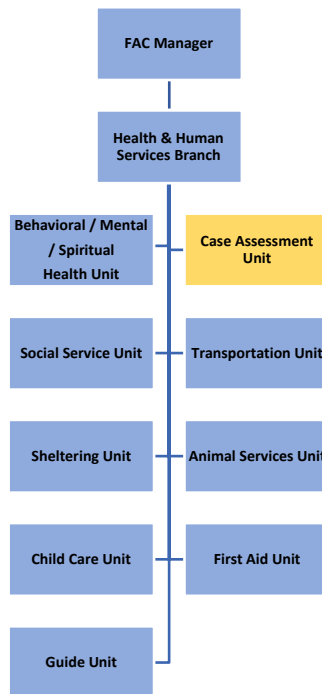 FAC Manager
Health & Human
Services Branch
Behavioral / Mental
/ Spiritual
Health Unit
Case Assessment
Unit
Social Service Unit
Transportation Unit
Sheltering Unit
Animal Services Unit
Child Care Unit
First Aid Unit
Guide Unit